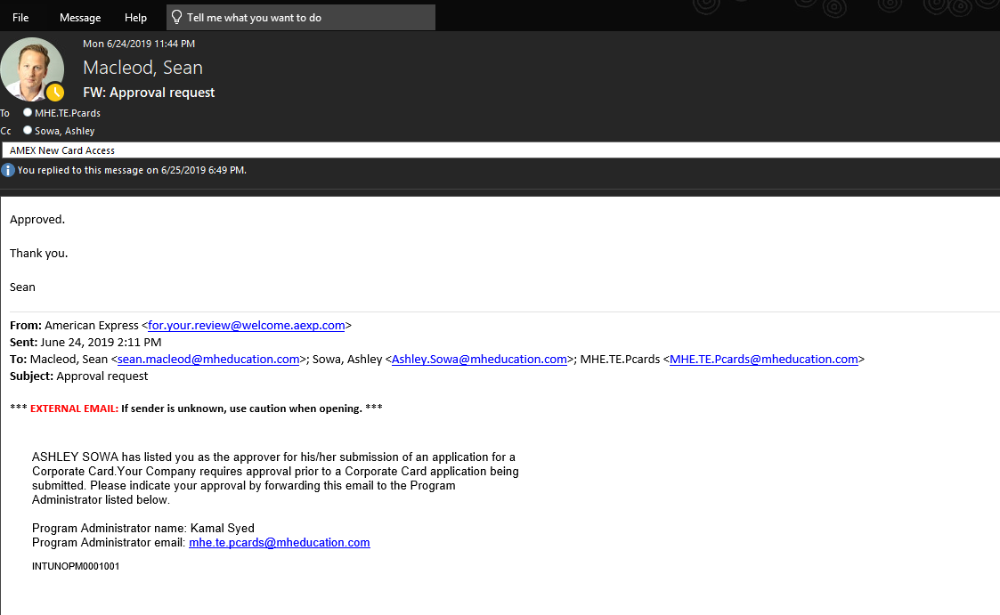 File Message Help Tell me what you want to do
Mon 6/24/2019 11:44 PM
Macleod, Sean
FW: Approval request
To MHE.TE.Pcards
Cc Sowa, Ashley
AMEX New Card Access
You replied to this message on 6/25/2019 6:49 PM.
Approved.
Thank you.
Sean
From: American Express <for.your.review@welcome.aexp.com>
Sent: June 24, 2019 2:11 PM
To: Macleod, Sean <sean.macleod@mheducation.com>; Sowa, Ashley <Ashley.Sowa@mheducation.com>; MHE.TE.Pcards <MHE.TE.Pcards@mheducation.com>
Subject: Approval request
*** EXTERNAL EMAIL: If sender is unknown, use caution when opening. ***
ASHLEY SOWA has listed you as the approver for his/her submission of an application for a
Corporate Card.Your Company requires approval prior to a Corporate Card application being
submitted. Please indicate your approval by forwarding this email to the Program
Administrator listed below.
Program Administrator name: Kamal Syed
Program Administrator email: mhe.te.pcards@mheducation.com
INTUNOPM0001001